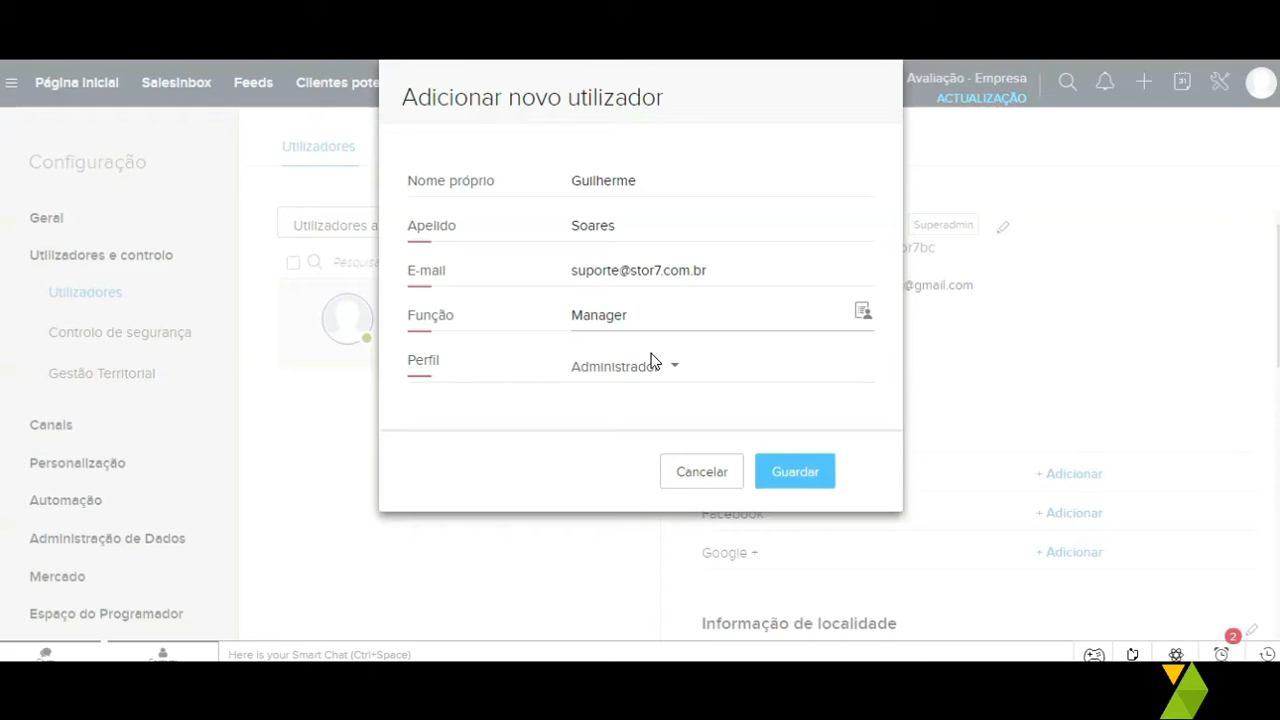 Adicionar novo utilizador
Página Inicial SalesInbox Feeds Clientes pote
Avaliação - Empresa
ACTUALIZAÇÃO
31
Configuração
Utilizadores
Nome próprio Guilherme
Geral
Utilizadores a
Apelido Soares
Superadmin
or7bc
Utilizadores e controlo
Pesquisa
E-mail suporte@stor7.com.br
@gmail.com
Utilizadores
Função Manager
Controlo de segurança
Perfil Administrador
Gestão Territorial
Canais
Personalização
Cancelar Guardar
+ Adicionar
Automação
Facebook + Adicionar
Administração de Dados
Google + + Adicionar
Mercado
Espaço do Programador
Informação de localidade
2
Here is your Smart Chat (Ctrl+Space)